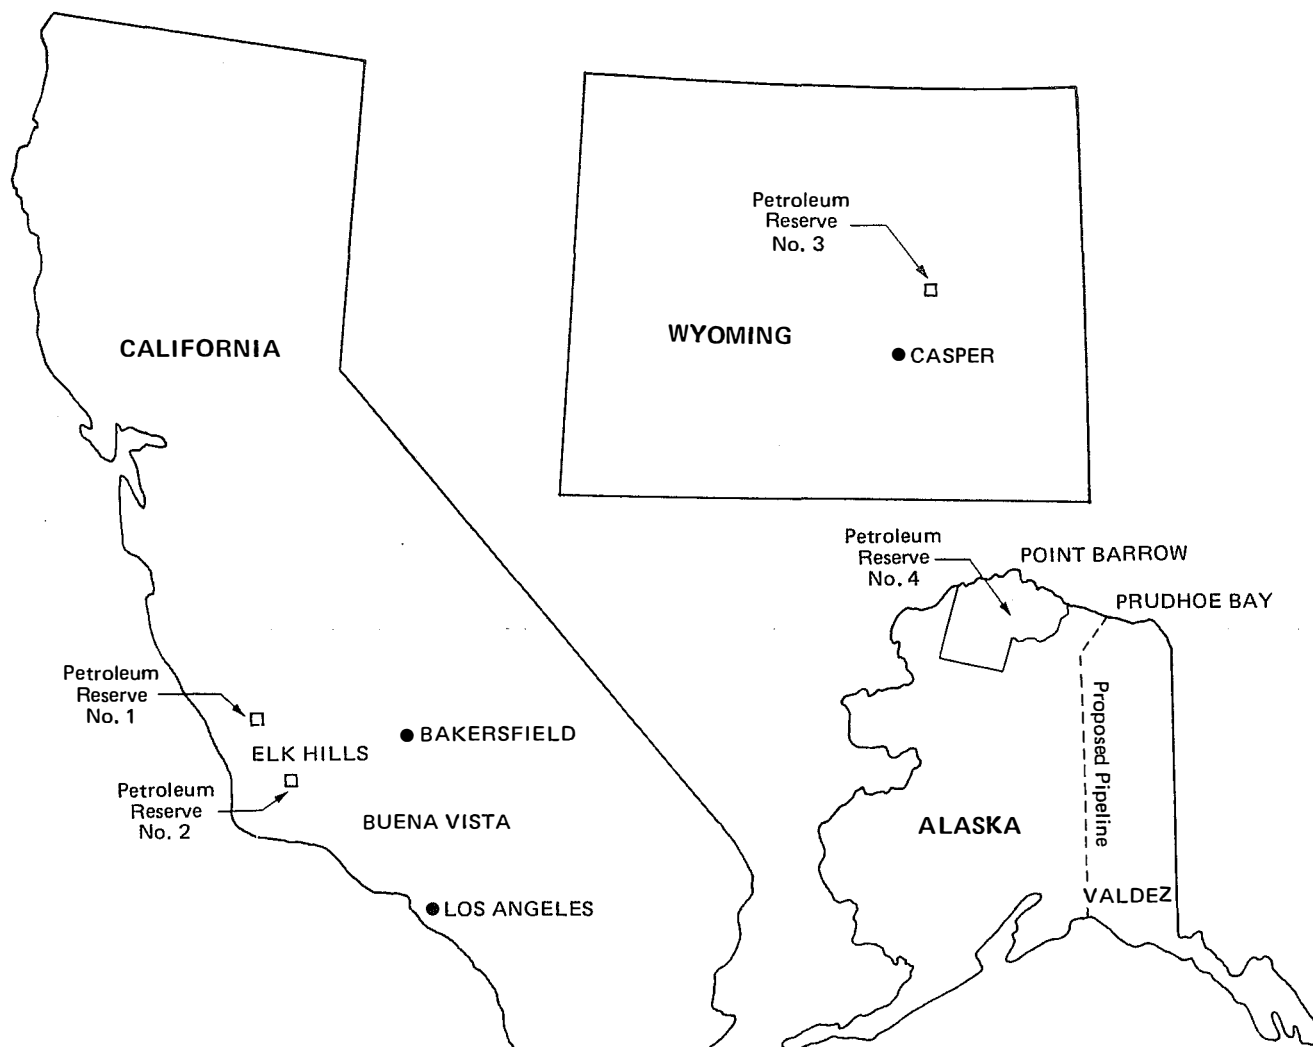 CALIFORNIA
Petroleum
Reserve
No. 1
ELK HILLS
BAKERSFIELD
Petroleum
Reserve
No. 2
BUENA VISTA
LOS ANGELES
Petroleum
Reserve
No. 3
WYOMING
CASPER
Petroleum
Reserve
No. 4
POINT BARROW
PRUDHOE BAY
Proposed Pipeline
ALASKA
VALDEZ